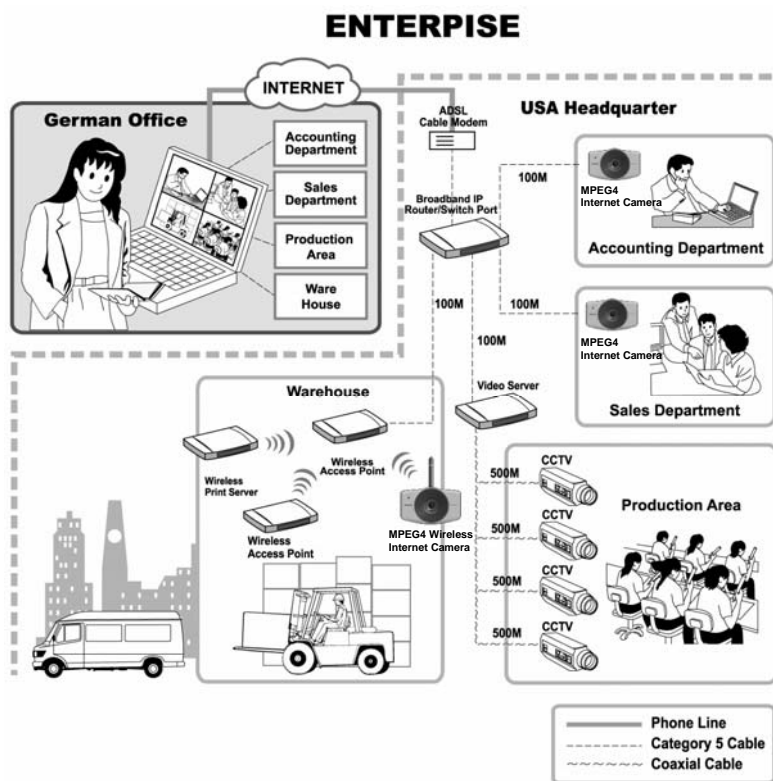 ENTERPISE
INTERNET
German Office
Accounting
Department
Sales
Department
Production
Area
Ware
House
USA Headquarter
ADSL
Cable Modem
Broadband IP
Router/Switch Port
100M
MPEG4
Internet Camera
Accounting Department
100M
100M
100M
MPEG4
Internet Camera
Sales Department
Video Server
Warehouse
Wireless
Print Server
Wireless
Access Point
Wireless
Access Point
MPEG4 Wireless
Internet Camera
500M
CCTV
500M
CCTV
500M
CCTV
500M
CCTV
Production Area
Phone Line
Category 5 Cable
Coaxial Cable